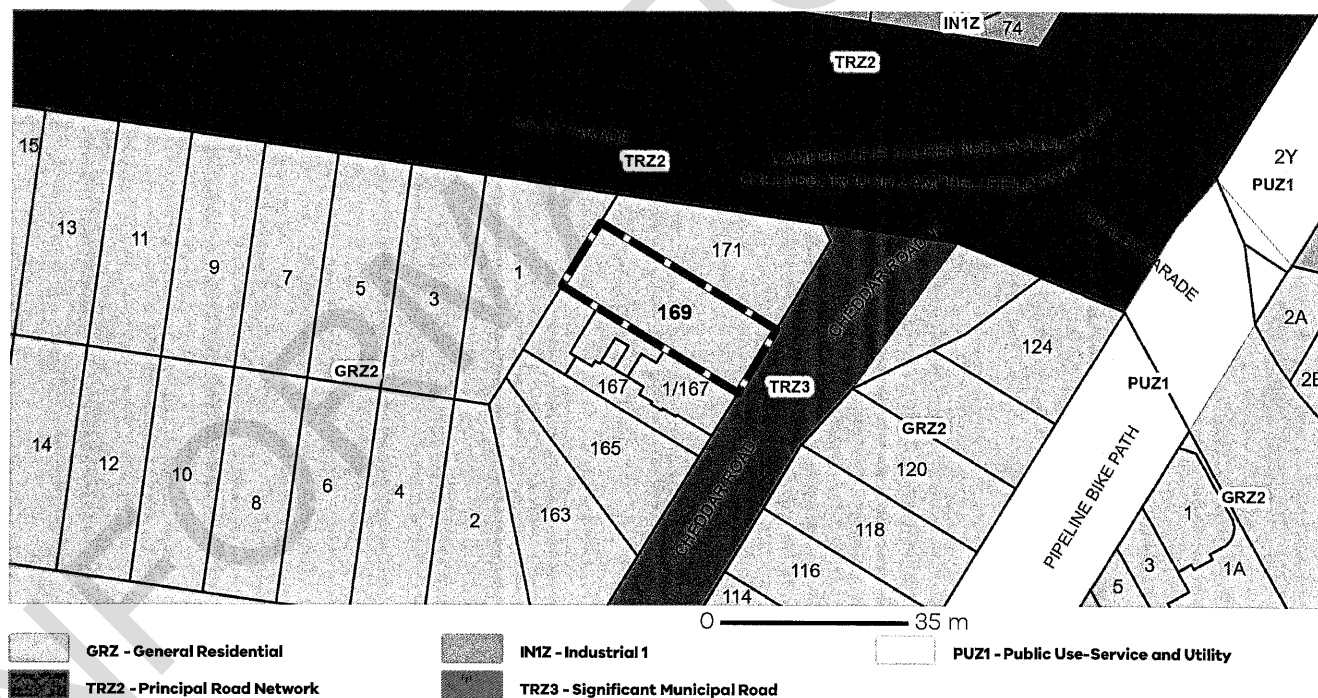 IN1Z
74
TRZ2
15
TRZ2
2Y
PUZ1
13
11
9
7
5
3
1
171
CHEDDAR ROAD
ARADE
169
2A
124
2E
GRZ2
167
1/167
TRZ3
PUZ1
GRZ2
14
12
10
8
6
4
2
165
163
120
118
116
114
CHEDDAR ROAD
PIPELINE BIKE PATH
GRZ2
1
3
5
1A
0 35 m
GRZ - General Residential
IN1Z - Industrial 1
PUZ1 - Public Use-Service and Utility
TRZ2 - Principal Road Network
TRZ3 - Significant Municipal Road